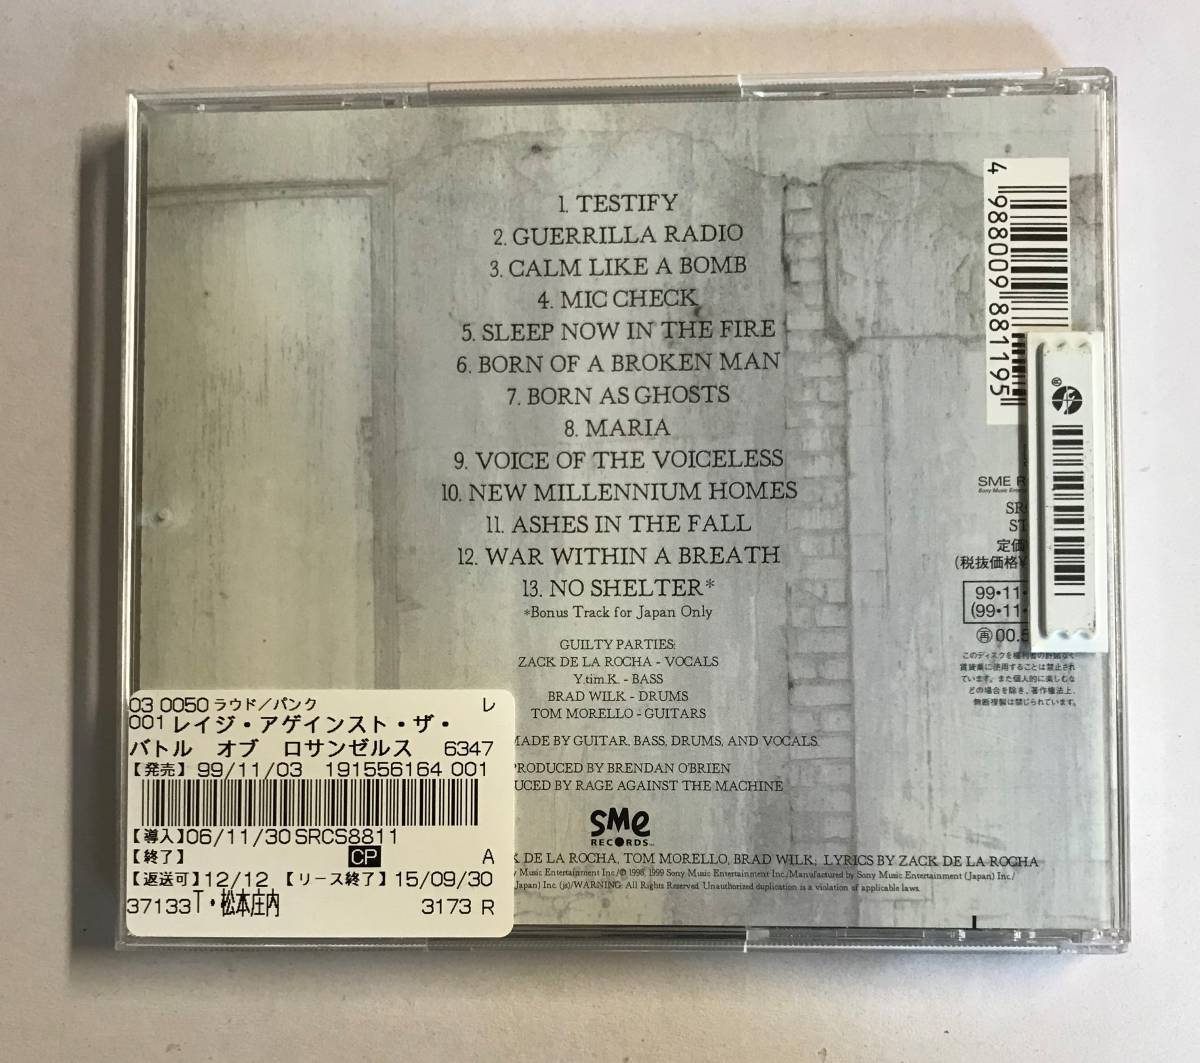 1. TESTIFY
2. GUERRILLA RADIO
3. CALM LIKE A BOMB
4. MIC CHECK
5. SLEEP NOW IN THE FIRE
6. BORN OF A BROKEN MAN
7. BORN AS GHOSTS
8. MARIA
9. VOICE OF THE VOICELESS
10. NEW MILLENNIUM HOMES
11. ASHES IN THE FALL
12. WAR WITHIN A BREATH
13. NO SHELTER*
*Bonus Track for Japan Only
GUILTY PARTIES:
ZACK DE LA ROCHA - VOCALS
Y.tim.K. - BASS
BRAD WILK - DRUMS
TOM MORELLO - GUITARS
MADE BY GUITAR, BASS, DRUMS, AND VOCALS.
PRODUCED BY BRENDAN O'BRIEN
BY RAGE AGAINST THE MACHINE
SMe
RECORDS
DE LA ROCHA, TOM MORELLO, BRAD WILK; LYRICS BY ZACK DE LA ROCHA
Music Entertainment Inc./℗ 1998, 1999 Sony Music Entertainment Inc./Manufactured by Sony Music Entertainment (Japan) Inc./
Japan) Inc. (js)/WARNING: All Rights Reserved. Unauthorized duplication is a violation of applicable laws.
4 988009 881195
SME
定価
(税抜価格¥
99・11・
(99・11・
再 00.5
このディスクを権利者の許諾なく
賃貸業に使用することは禁止され
ています。また個人的に楽しむな
どの場合を除き、著作権法上、
無断複製は禁じられています。
03 0050 ラウド／パンク レ
001 レイジ・アゲインスト・ザ・
バトル オブ ロサンゼルス 6347
【発売】 99/11/03 191556164 001
【導入】06/11/30 SRCS8811
【終了】 CP A
【返送可】12/12 【リース終了】15/09/30
37133 T・松本庄内 3173 R